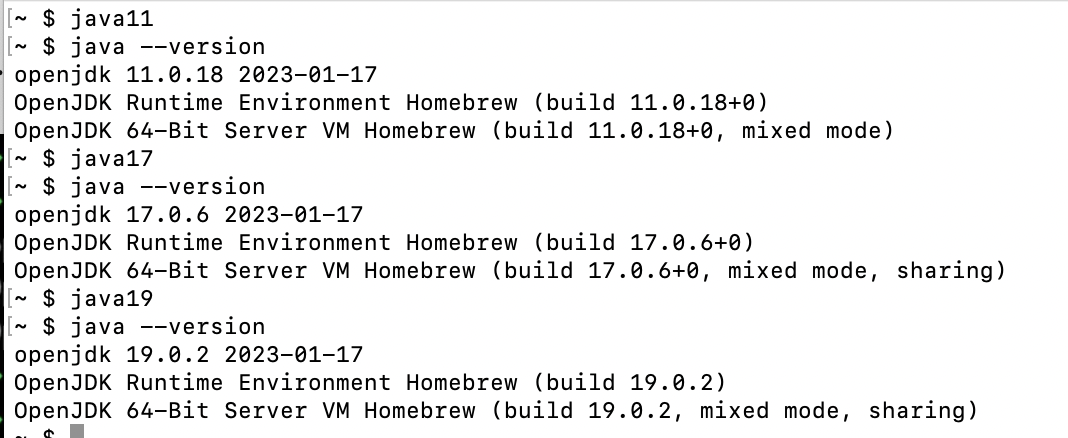 [~ $ java11
[~ $ java --version
openjdk 11.0.18 2023-01-17
OpenJDK Runtime Environment Homebrew (build 11.0.18+0)
OpenJDK 64-Bit Server VM Homebrew (build 11.0.18+0, mixed mode)
[~ $ java17
[~ $ java --version
openjdk 17.0.6 2023-01-17
OpenJDK Runtime Environment Homebrew (build 17.0.6+0)
OpenJDK 64-Bit Server VM Homebrew (build 17.0.6+0, mixed mode, sharing)
[~ $ java19
[~ $ java --version
openjdk 19.0.2 2023-01-17
OpenJDK Runtime Environment Homebrew (build 19.0.2)
OpenJDK 64-Bit Server VM Homebrew (build 19.0.2, mixed mode, sharing)
~ $